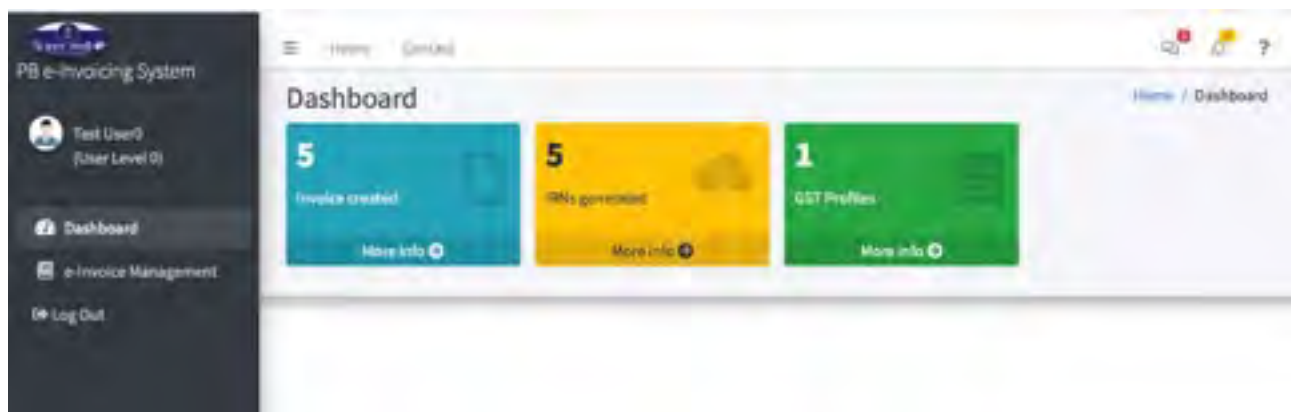 PB e-Invoicing System
Test User0
(User Level 0)
Dashboard
e-Invoice Management
Log Out
Home Contact
?
Dashboard
Home / Dashboard
5
Invoice created
More info
5
IRNs generated
More info
1
GST Profiles
More info